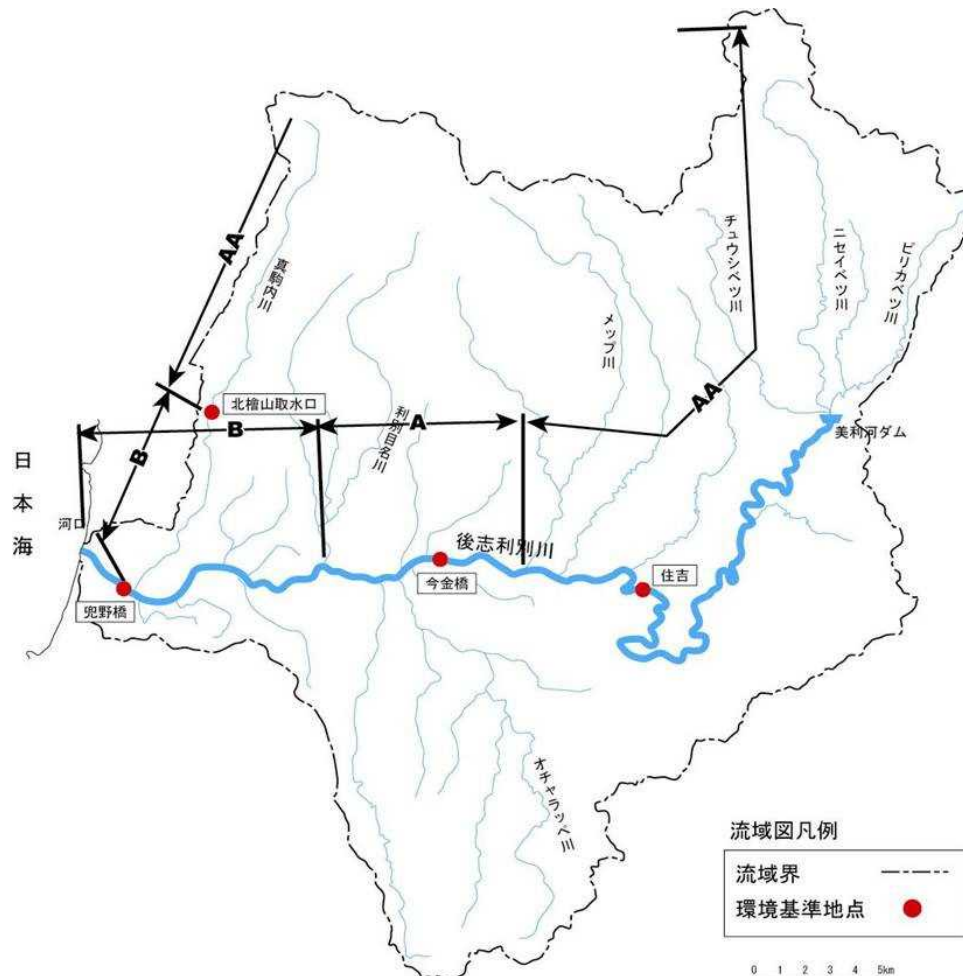 AA
真駒内川
チュウシベツ川
ニセイベツ川
ピリカベツ川
メップ川
AA
北檜山取水口
B
A
利別目名川
美利河ダム
B
日本海
河口
後志利別川
今金橋
住吉
兜野橋
オチャラッペ川
流域図凡例
流域界
環境基準地点
0 1 2 3 4 5km